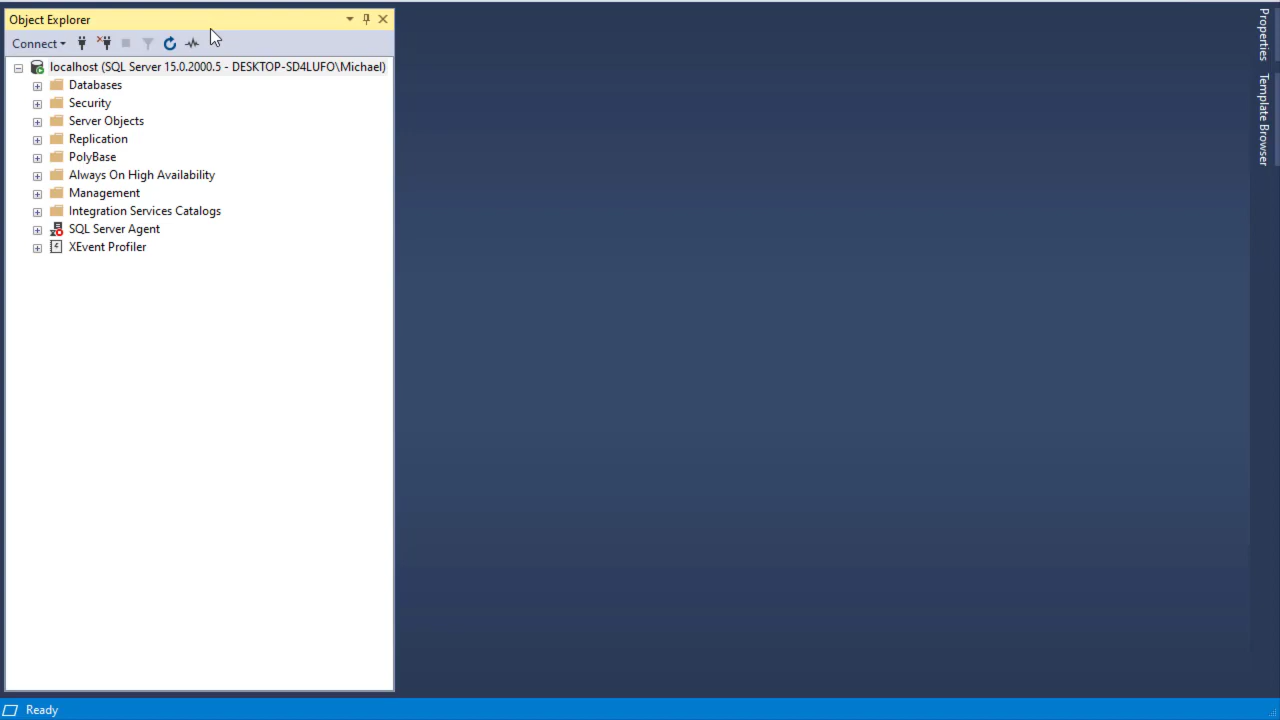 Object Explorer
Connect
localhost (SQL Server 15.0.2000.5 - DESKTOP-SD4LUFO\Michael)
Databases
Security
Server Objects
Replication
PolyBase
Always On High Availability
Management
Integration Services Catalogs
SQL Server Agent
XEvent Profiler
Properties
Template Browser
Ready